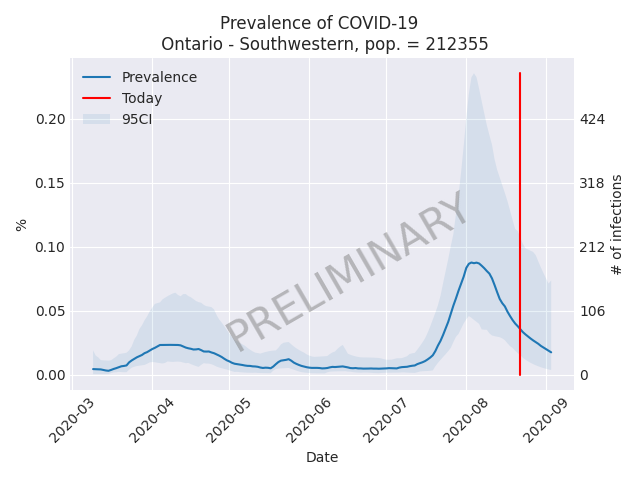 Prevalence of COVID-19
Ontario - Southwestern, pop. = 212355
Prevalence
Today
95CI
0.20
0.15
0.10
0.05
0.00
%
424
318
212
106
0
# of infections
PRELIMINARY
2020-03
2020-04
2020-05
2020-06
2020-07
2020-08
2020-09
Date